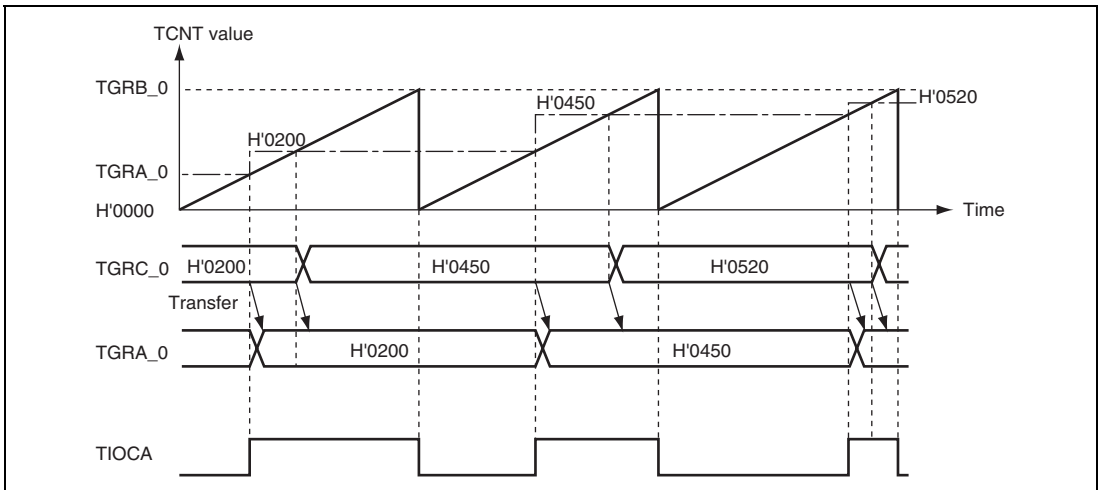 TCNT value
TGRB_0
H'0450
H'0520
H'0200
TGRA_0
H'0000
Time
TGRC_0 H'0200 H'0450 H'0520
Transfer
TGRA_0 H'0200 H'0450
TIOCA